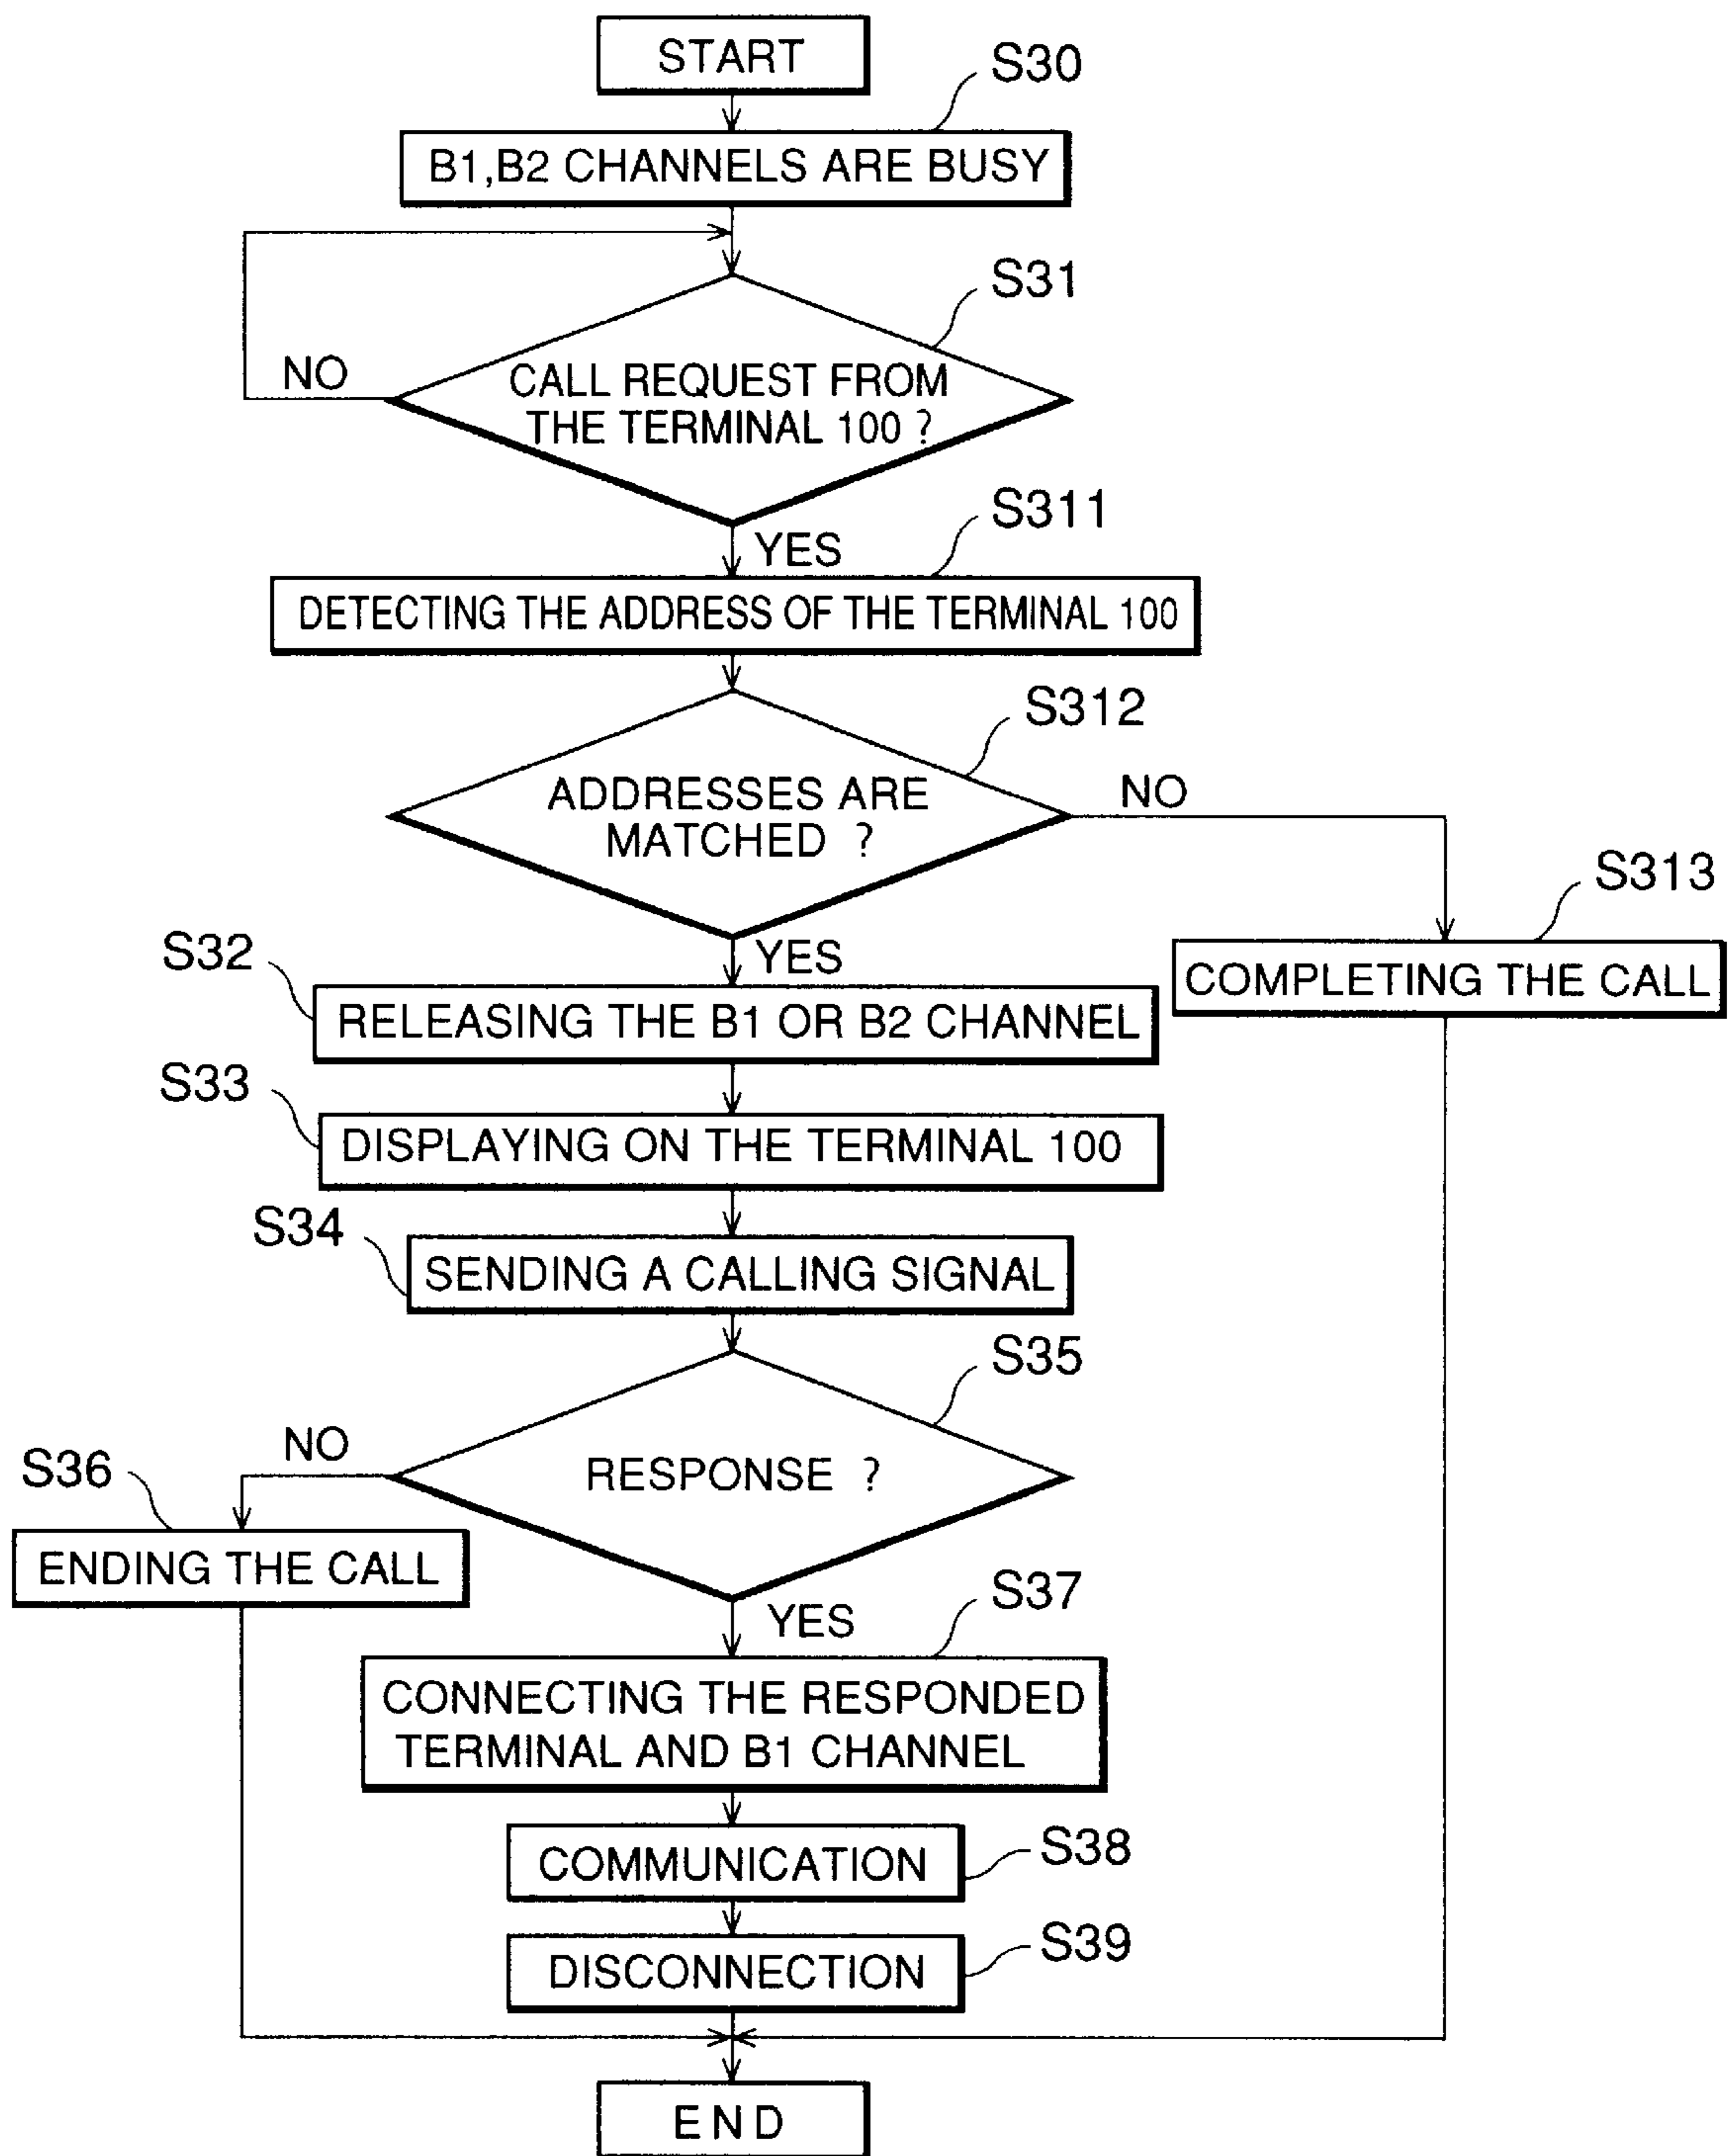 START
S30
B1,B2 CHANNELS ARE BUSY
S31
NO
CALL REQUEST FROM
THE TERMINAL 100 ?
S311
YES
DETECTING THE ADDRESS OF THE TERMINAL 100
S312
ADDRESSES ARE
MATCHED ?
NO
S313
COMPLETING THE CALL
YES
S32
RELEASING THE B1 OR B2 CHANNEL
S33
DISPLAYING ON THE TERMINAL 100
S34
SENDING A CALLING SIGNAL
S35
NO
RESPONSE ?
S36
ENDING THE CALL
YES
S37
CONNECTING THE RESPONDED
TERMINAL AND B1 CHANNEL
COMMUNICATION
S38
DISCONNECTION
S39
END